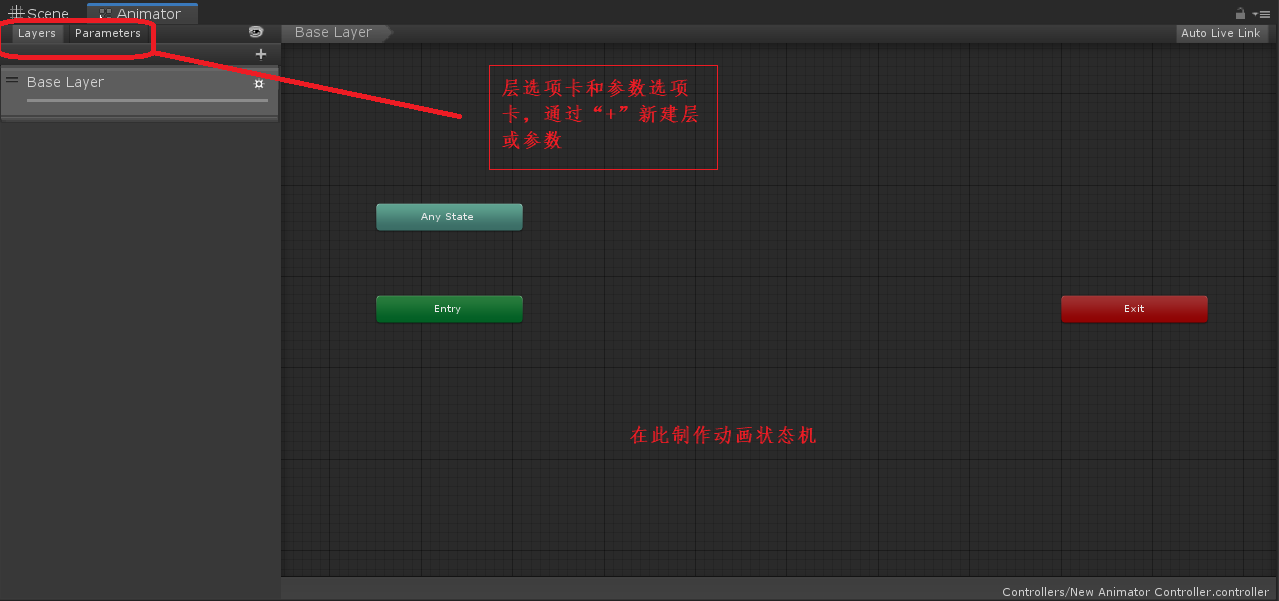 Scene
Animator
Layers
Parameters
Base Layer
Auto Live Link
+
Base Layer
层选项卡和参数选项
卡，通过“+”新建层
或参数
Any State
Entry
Exit
在此制作动画状态机
Controllers/New Animator Controller.controller